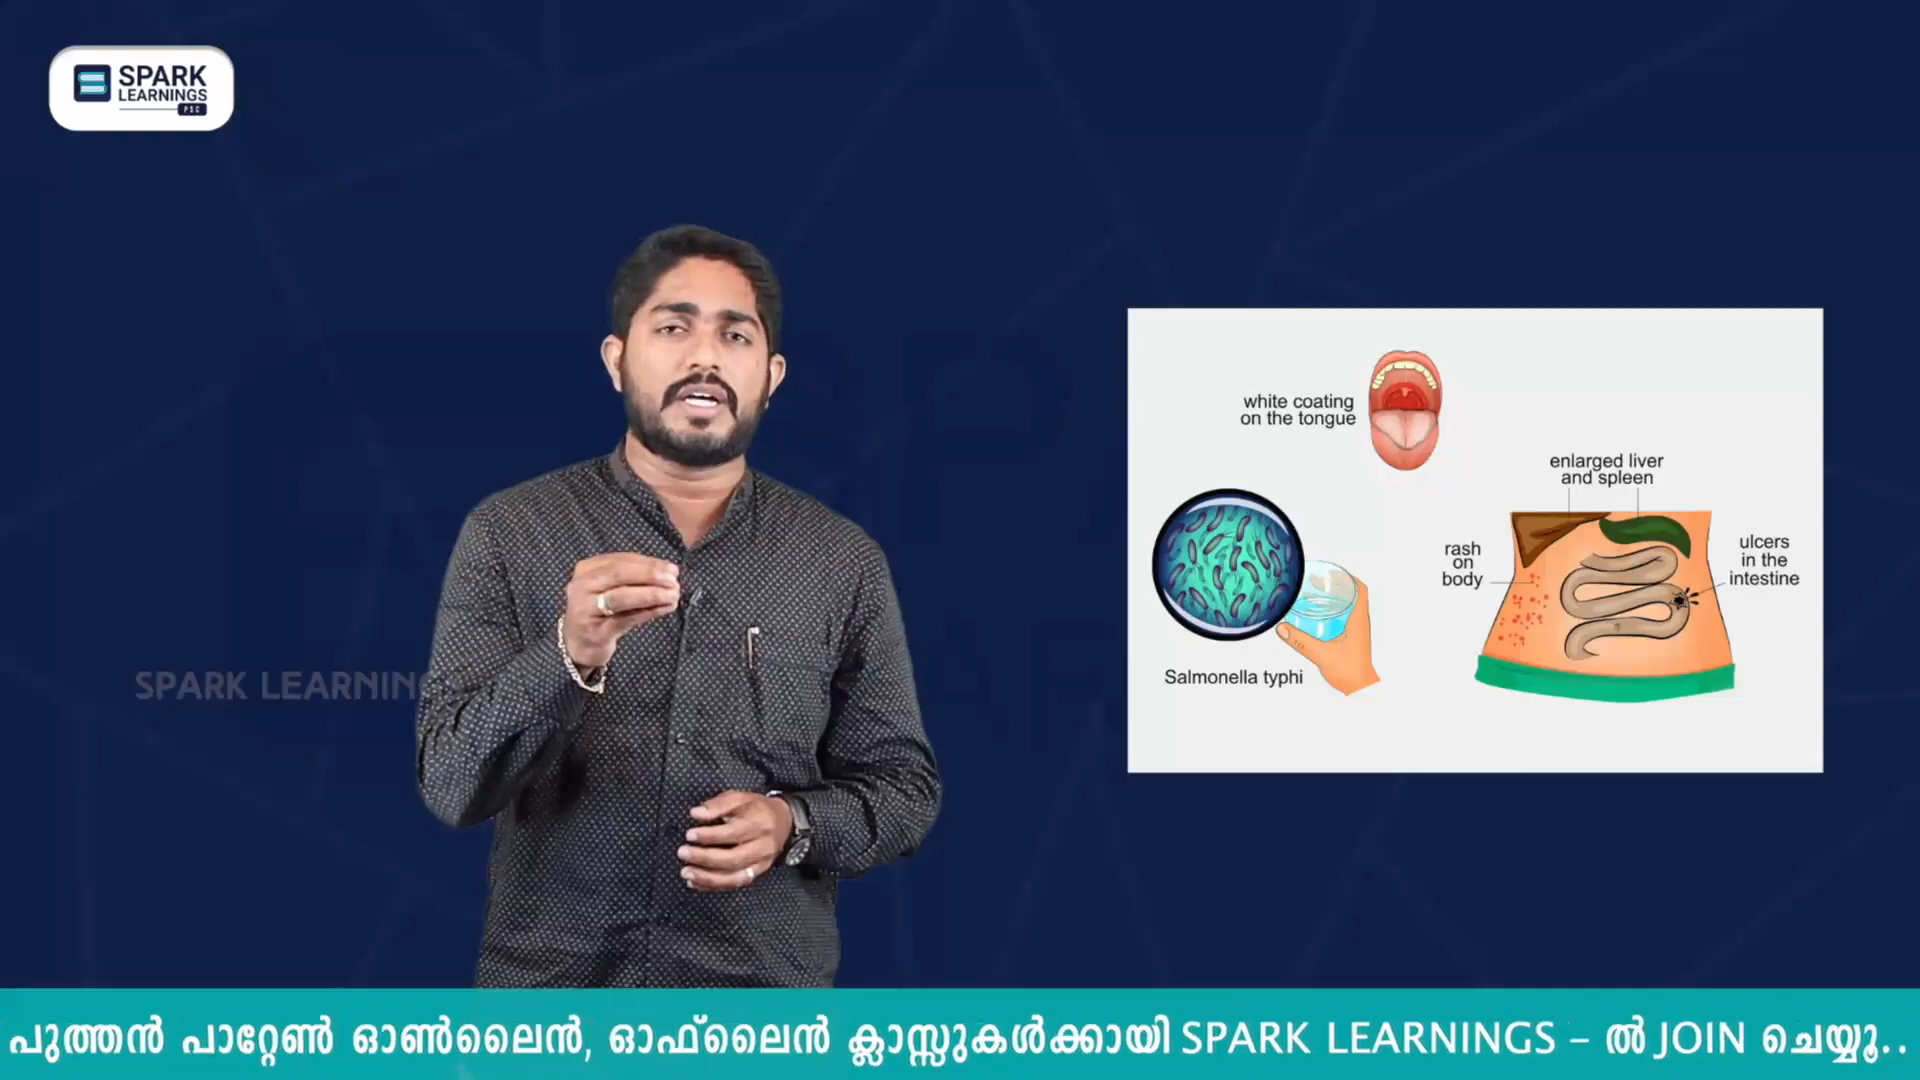 SPARK
LEARNINGS
PSC
white coating
on the tongue
enlarged liver
and spleen
rash
on
body
ulcers
in the
intestine
Salmonella typhi
SPARK LEARNING
പുത്തൻ പാറ്റേൺ ഓൺലൈൻ, ഓഫ്‌ലൈൻ ക്ലാസ്സുകൾക്കായി SPARK LEARNINGS – ൽ JOIN ചെയ്യൂ..